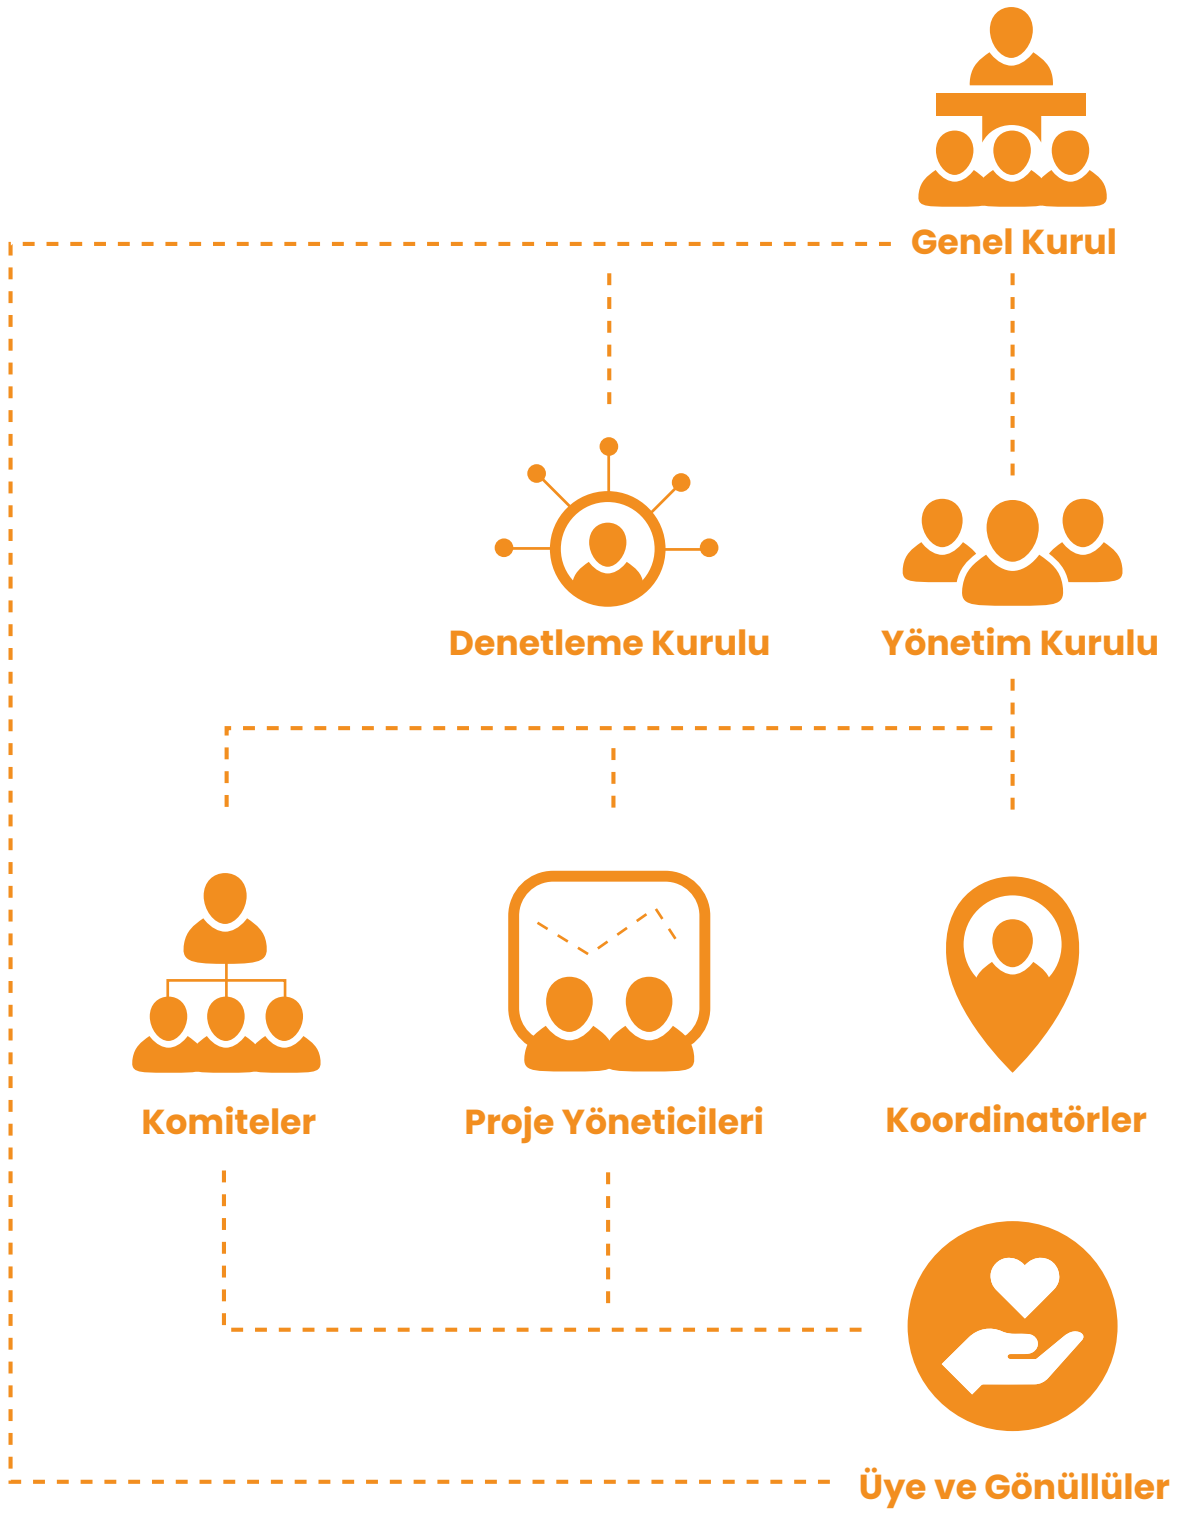 Genel Kurul
Denetleme Kurulu
Yönetim Kurulu
Komiteler
Proje Yöneticileri
Koordinatörler
Üye ve Gönüllüler